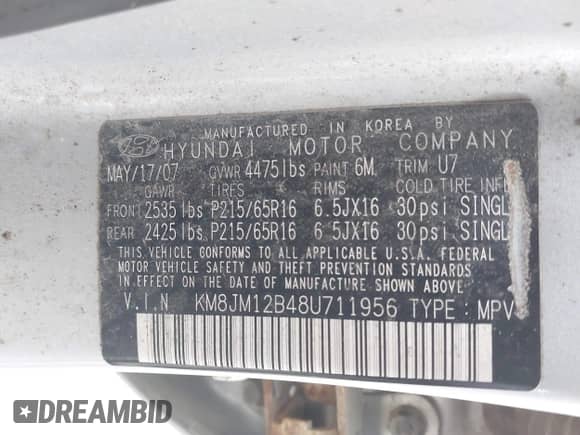 MANUFACTURED IN KOREA BY
HYUNDAI MOTOR COMPANY
MAY/17/07 GVWR 4475lbs PAINT 6M TRIM U7
GAWR TIRES RIMS COLD TIRE INFL
FRONT 2535lbs P215/65R16 6.5JX16 30psi SINGL
REAR 2425lbs P215/65R16 6.5JX16 30psi SINGL
THIS VEHICLE CONFORMS TO ALL APPLICABLE U.S.A. FEDERAL
MOTOR VEHICLE SAFETY AND THEFT PREVENTION STANDARDS IN
EFFECT ON THE DATE OF MANUFACTURE SHOWN ABOVE.
V.I.N KM8JM12B48U711956 TYPE : MPV
DREAMBID